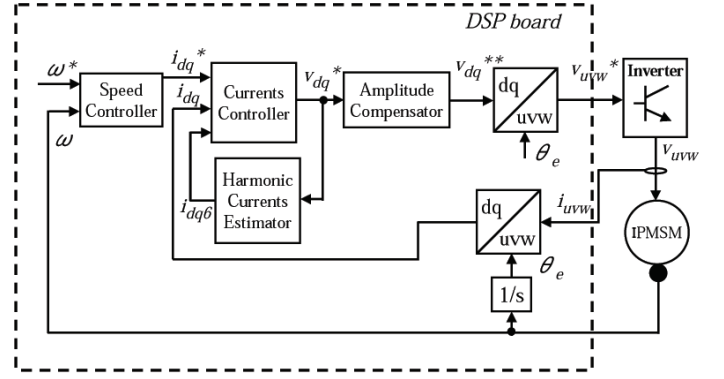 DSP board
ω*
Speed
Controller
ω
i_dq*
i_dq
Currents
Controller
v_dq*
Amplitude
Compensator
v_dq**
dq
uvw
θ_e
v_uvw*
Inverter
v_uvw
i_dq6
Harmonic
Currents
Estimator
dq
uvw
i_uvw
θ_e
1/s
IPMSM